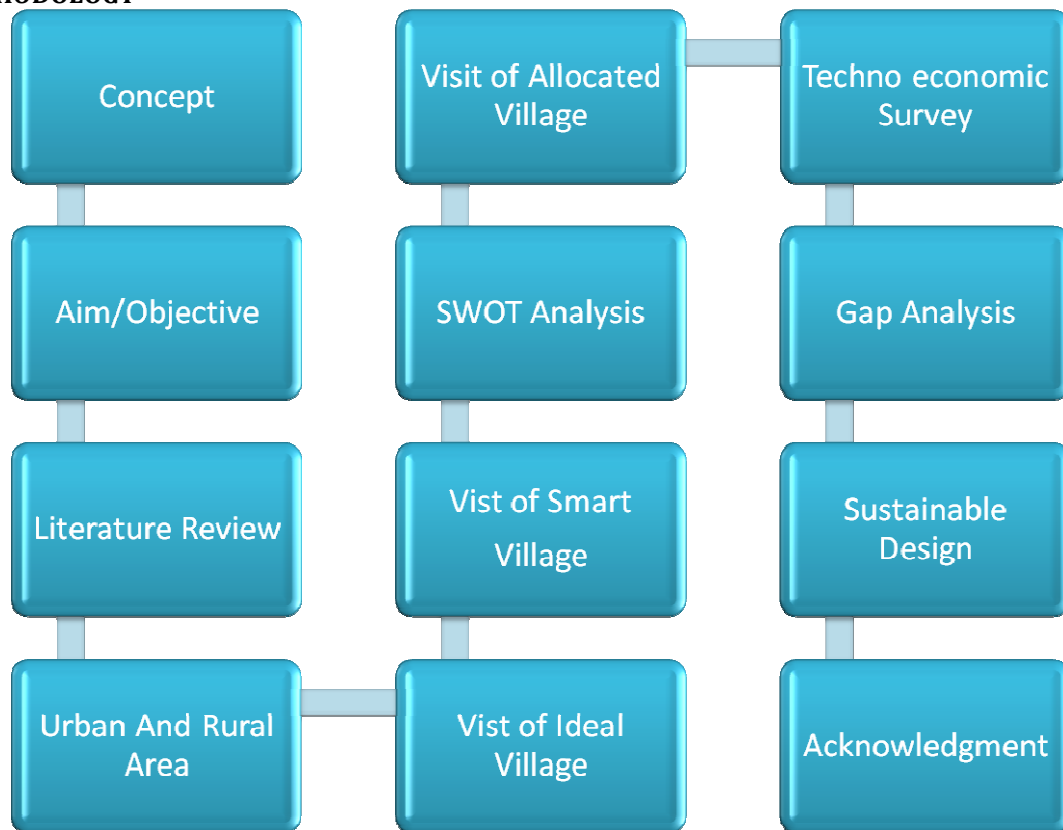 Concept
Aim/Objective
Literature Review
Urban And Rural
Area
Vist of Ideal
Village
Vist of Smart
Village
SWOT Analysis
Visit of Allocated
Village
Techno economic
Survey
Gap Analysis
Sustainable
Design
Acknowledgment